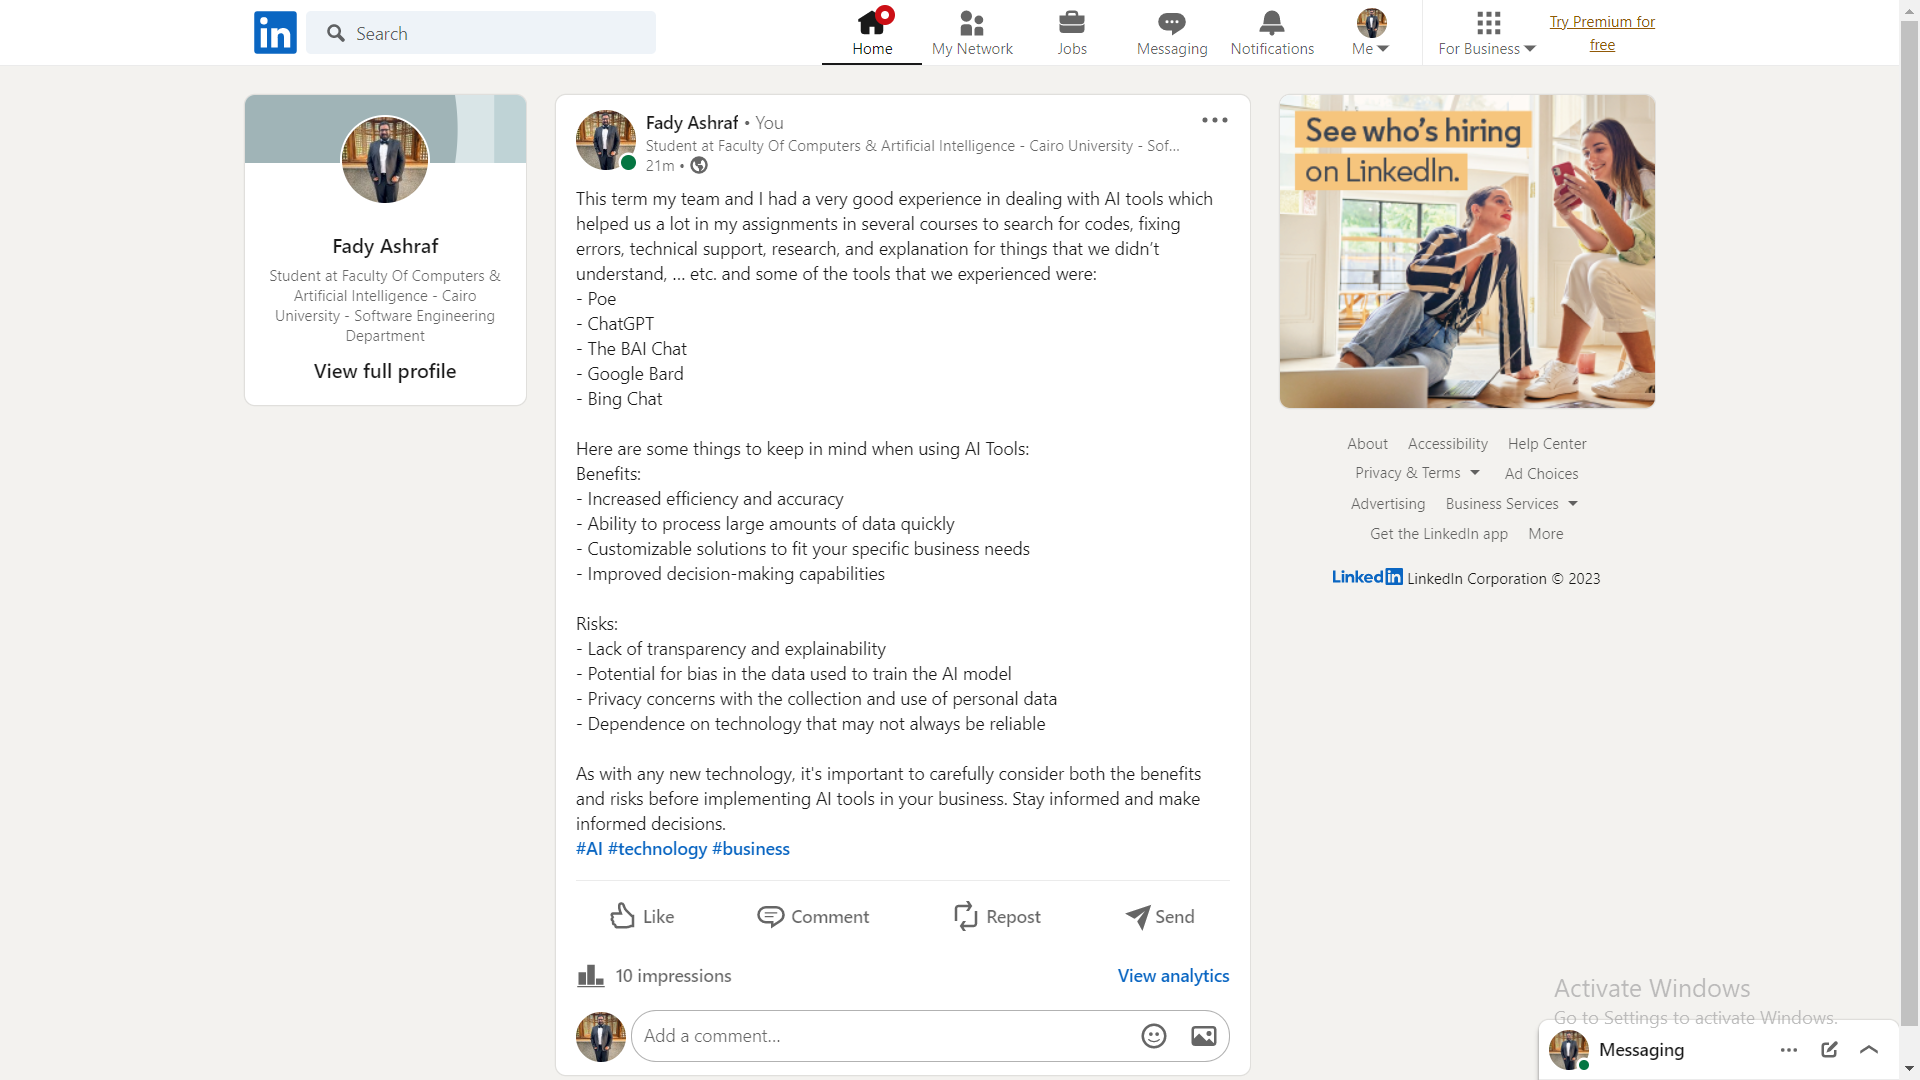 in
Search
Home
My Network
Jobs
Messaging
Notifications
Me
For Business
Try Premium for
free
Fady Ashraf
Student at Faculty Of Computers &
Artificial Intelligence - Cairo
University - Software Engineering
Department
View full profile
Fady Ashraf • You
Student at Faculty Of Computers & Artificial Intelligence - Cairo University - Sof...
21m •
This term my team and I had a very good experience in dealing with AI tools which
helped us a lot in my assignments in several courses to search for codes, fixing
errors, technical support, research, and explanation for things that we didn’t
understand, ... etc. and some of the tools that we experienced were:
- Poe
- ChatGPT
- The BAI Chat
- Google Bard
- Bing Chat
Here are some things to keep in mind when using AI Tools:
Benefits:
- Increased efficiency and accuracy
- Ability to process large amounts of data quickly
- Customizable solutions to fit your specific business needs
- Improved decision-making capabilities
Risks:
- Lack of transparency and explainability
- Potential for bias in the data used to train the AI model
- Privacy concerns with the collection and use of personal data
- Dependence on technology that may not always be reliable
As with any new technology, it's important to carefully consider both the benefits
and risks before implementing AI tools in your business. Stay informed and make
informed decisions.
#AI #technology #business
Like
Comment
Repost
Send
10 impressions
View analytics
Add a comment...
See who's hiring
on LinkedIn.
About Accessibility Help Center
Privacy & Terms Ad Choices
Advertising Business Services
Get the LinkedIn app More
Linkedin LinkedIn Corporation © 2023
Activate Windows
Go to Settings to activate Windows.
Messaging